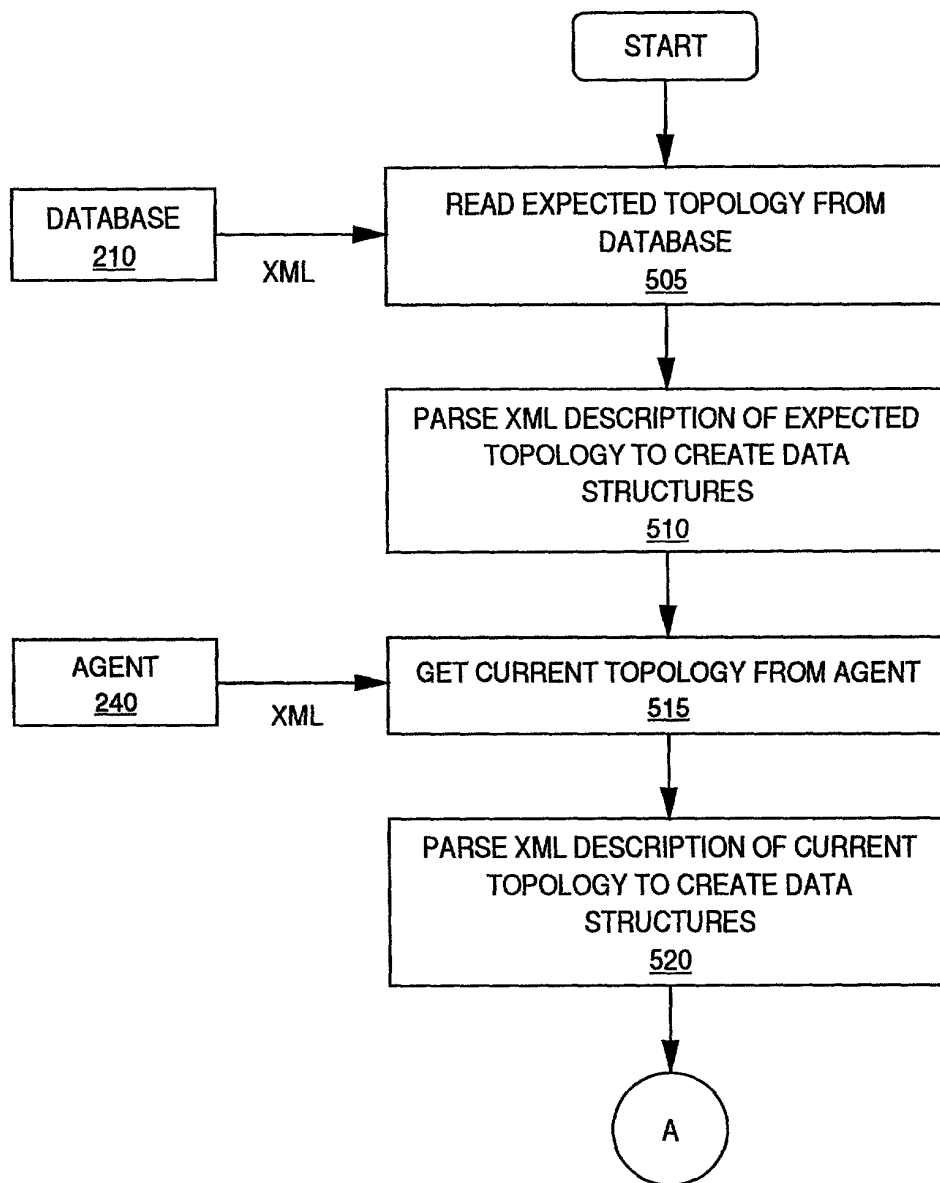 START
DATABASE
210
XML
READ EXPECTED TOPOLOGY FROM
DATABASE
505
PARSE XML DESCRIPTION OF EXPECTED
TOPOLOGY TO CREATE DATA
STRUCTURES
510
AGENT
240
XML
GET CURRENT TOPOLOGY FROM AGENT
515
PARSE XML DESCRIPTION OF CURRENT
TOPOLOGY TO CREATE DATA
STRUCTURES
520
A